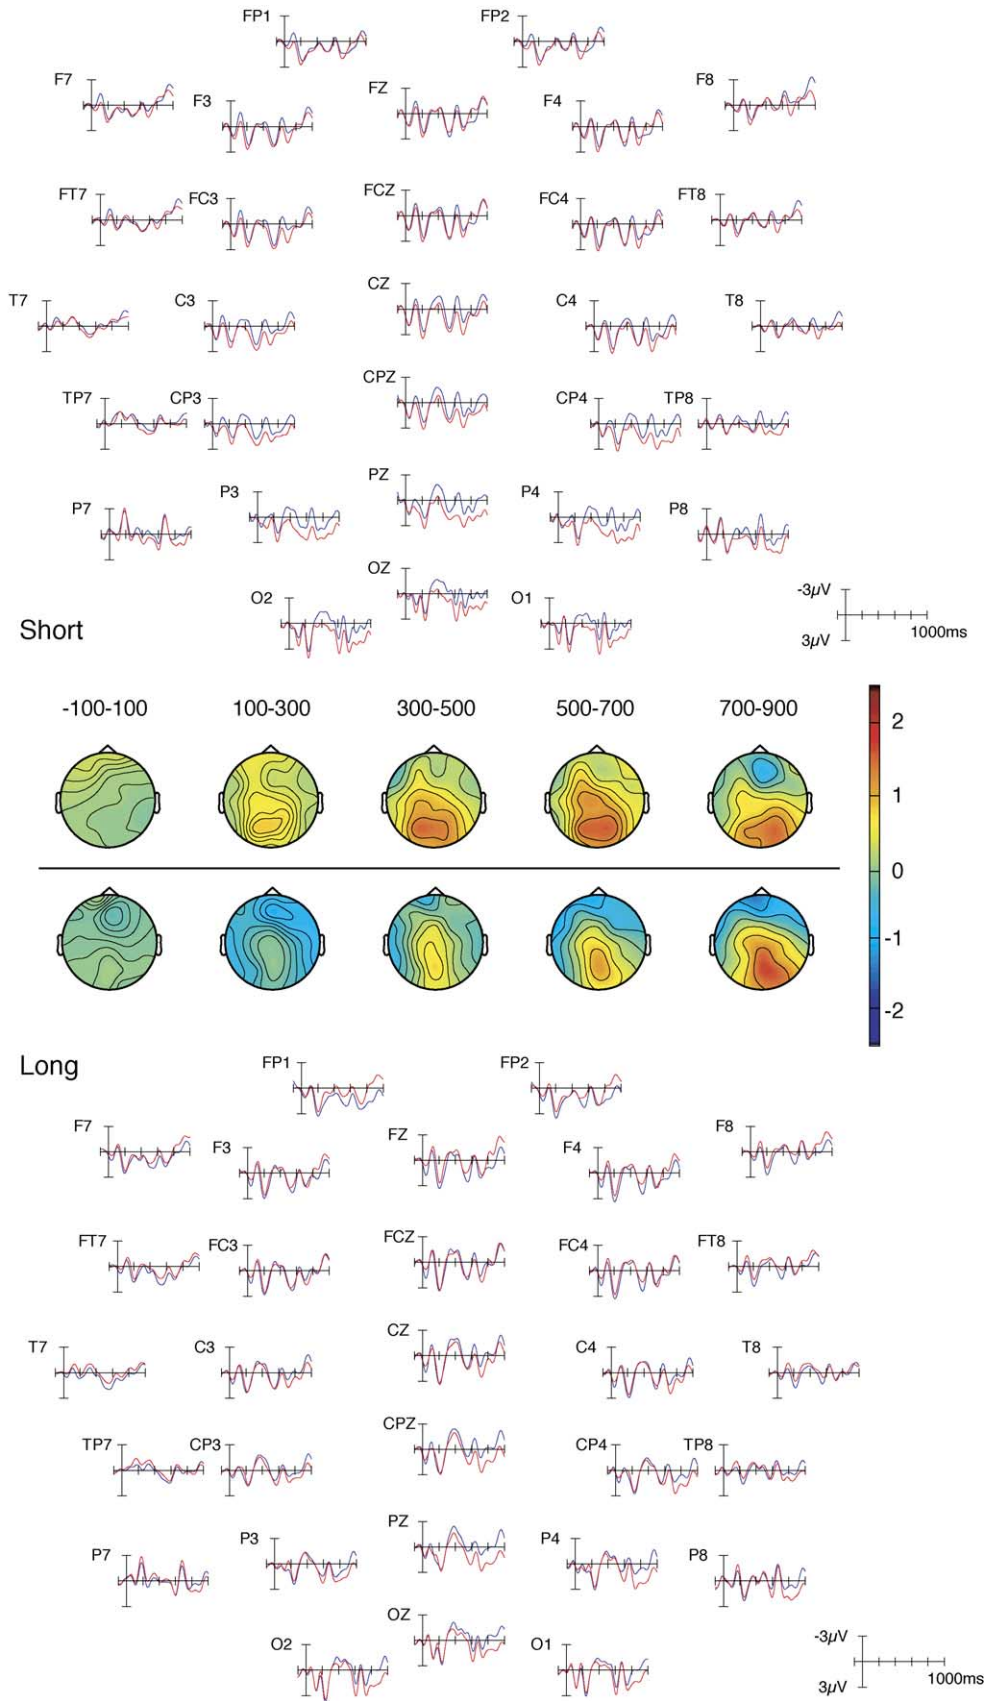 FP1 FP2
F7 F3 FZ F4 F8
FT7 FC3 FCZ FC4 FT8
T7 C3 CZ C4 T8
TP7 CP3 CPZ CP4 TP8
P7 P3 PZ P4 P8
O2 OZ O1
-3µV
3µV
1000ms
Short
-100-100 100-300 300-500 500-700 700-900
2
1
0
-1
-2
Long
FP1 FP2
F7 F3 FZ F4 F8
FT7 FC3 FCZ FC4 FT8
T7 C3 CZ C4 T8
TP7 CP3 CPZ CP4 TP8
P7 P3 PZ P4 P8
O2 OZ O1
-3µV
3µV
1000ms